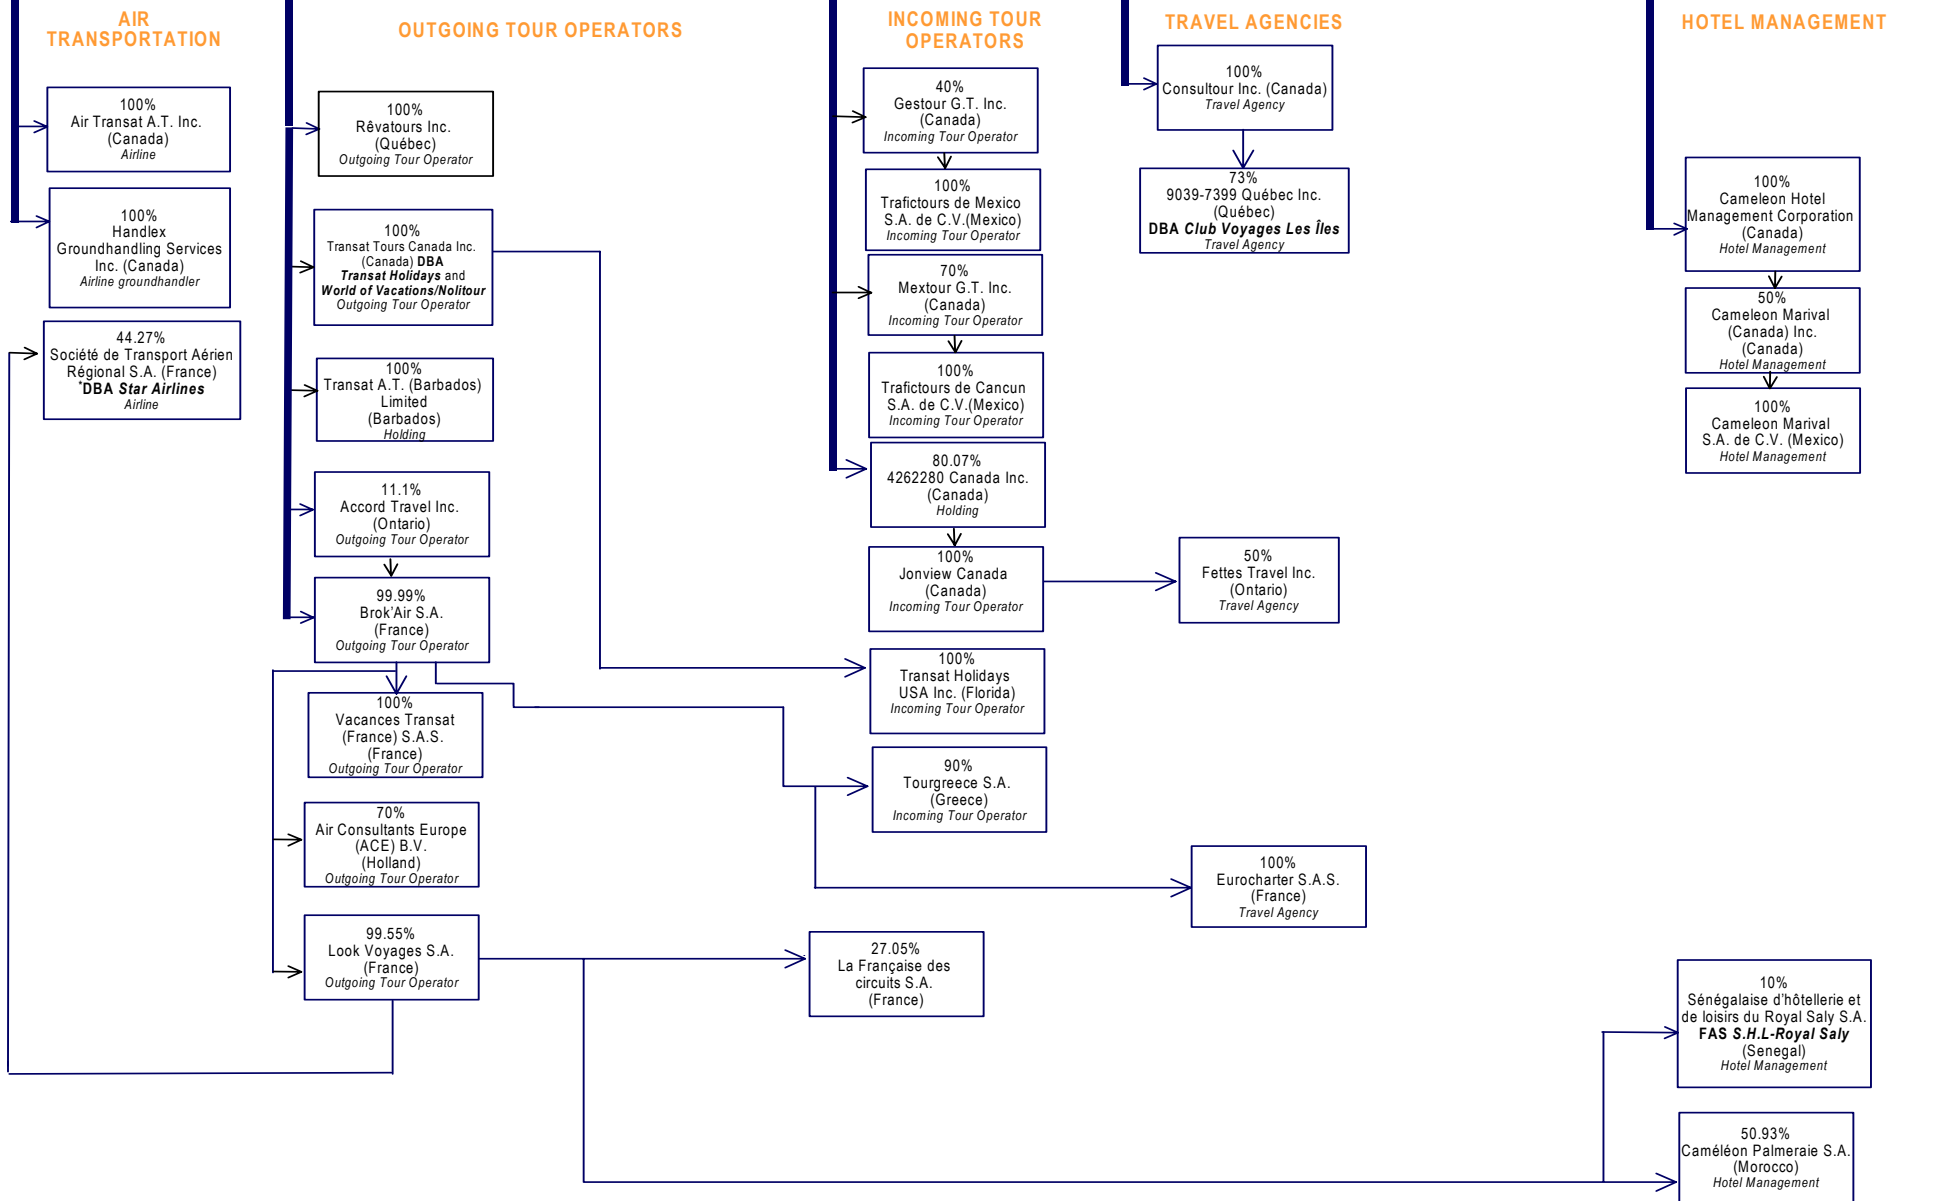 AIR
TRANSPORTATION
100%
Air Transat A.T. Inc.
(Canada)
Airline
100%
Handlex
Groundhandling Services
Inc. (Canada)
Airline groundhandler
44.27%
Société de Transport Aérien
Régional S.A. (France)
*DBA Star Airlines
Airline
OUTGOING TOUR OPERATORS
100%
Rêvatours Inc.
(Québec)
Outgoing Tour Operator
100%
Transat Tours Canada Inc.
(Canada) DBA
Transat Holidays and
World of Vacations/Nolitour
Outgoing Tour Operator
100%
Transat A.T. (Barbados)
Limited
(Barbados)
Holding
11.1%
Accord Travel Inc.
(Ontario)
Outgoing Tour Operator
99.99%
Brok'Air S.A.
(France)
Outgoing Tour Operator
100%
Vacances Transat
(France) S.A.S.
(France)
Outgoing Tour Operator
70%
Air Consultants Europe
(ACE) B.V.
(Holland)
Outgoing Tour Operator
99.55%
Look Voyages S.A.
(France)
Outgoing Tour Operator
INCOMING TOUR
OPERATORS
40%
Gestour G.T. Inc.
(Canada)
Incoming Tour Operator
100%
Trafictours de Mexico
S.A. de C.V.(Mexico)
Incoming Tour Operator
70%
Mextour G.T. Inc.
(Canada)
Incoming Tour Operator
100%
Trafictours de Cancun
S.A. de C.V.(Mexico)
Incoming Tour Operator
80.07%
4262280 Canada Inc.
(Canada)
Holding
100%
Jonview Canada
(Canada)
Incoming Tour Operator
100%
Transat Holidays
USA Inc. (Florida)
Incoming Tour Operator
90%
Tourgreece S.A.
(Greece)
Incoming Tour Operator
27.05%
La Française des
circuits S.A.
(France)
TRAVEL AGENCIES
100%
Consultour Inc. (Canada)
Travel Agency
73%
9039-7399 Québec Inc.
(Québec)
DBA Club Voyages Les Îles
Travel Agency
50%
Fettes Travel Inc.
(Ontario)
Travel Agency
100%
Eurocharter S.A.S.
(France)
Travel Agency
HOTEL MANAGEMENT
100%
Cameleon Hotel
Management Corporation
(Canada)
Hotel Management
50%
Cameleon Marival
(Canada) Inc.
(Canada)
Hotel Management
100%
Cameleon Marival
S.A. de C.V. (Mexico)
Hotel Management
10%
Sénégalaise d'hôtellerie et
de loisirs du Royal Saly S.A.
FAS S.H.L-Royal Saly
(Senegal)
Hotel Management
50.93%
Caméléon Palmeraie S.A.
(Morocco)
Hotel Management